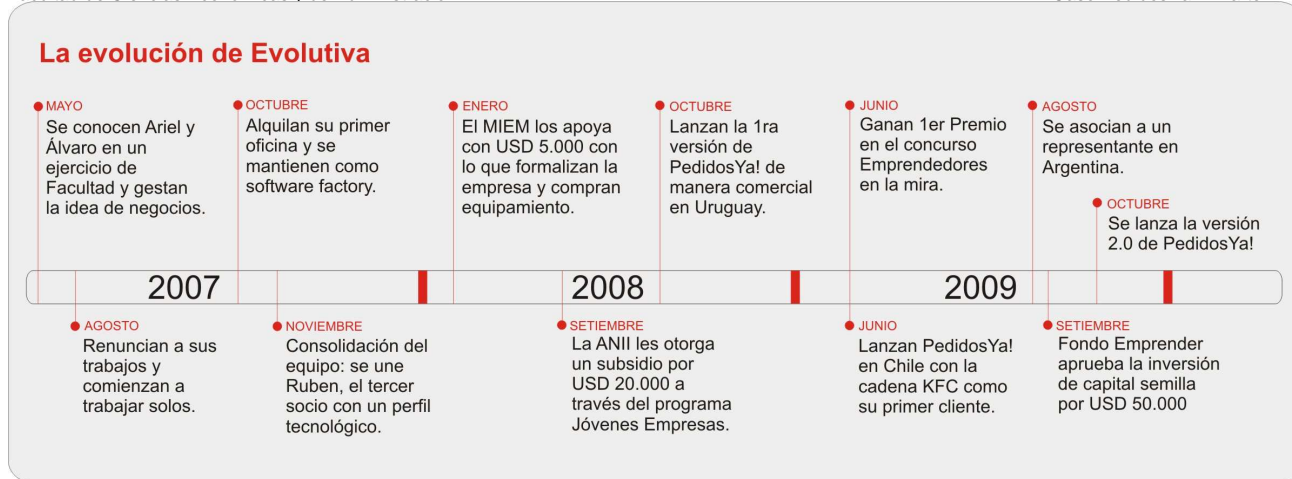 La evolución de Evolutiva
MAYO
Se conocen Ariel y
Álvaro en un
ejercicio de
Facultad y gestan
la idea de negocios.
OCTUBRE
Alquilan su primer
oficina y se
mantienen como
software factory.
ENERO
El MIEM los apoya
con USD 5.000 con
lo que formalizan la
empresa y compran
equipamiento.
OCTUBRE
Lanzan la 1ra
versión de
PedidosYa! de
manera comercial
en Uruguay.
JUNIO
Ganan 1er Premio
en el concurso
Emprendedores
en la mira.
AGOSTO
Se asocian a un
representante en
Argentina.
OCTUBRE
Se lanza la versión
2.0 de PedidosYa!
2007
2008
2009
AGOSTO
Renuncian a sus
trabajos y
comienzan a
trabajar solos.
NOVIEMBRE
Consolidación del
equipo: se une
Ruben, el tercer
socio con un perfil
tecnológico.
SETIEMBRE
La ANII les otorga
un subsidio por
USD 20.000 a
través del programa
Jóvenes Empresas.
JUNIO
Lanzan PedidosYa!
en Chile con la
cadena KFC como
su primer cliente.
SETIEMBRE
Fondo Emprender
aprueba la inversión
de capital semilla
por USD 50.000